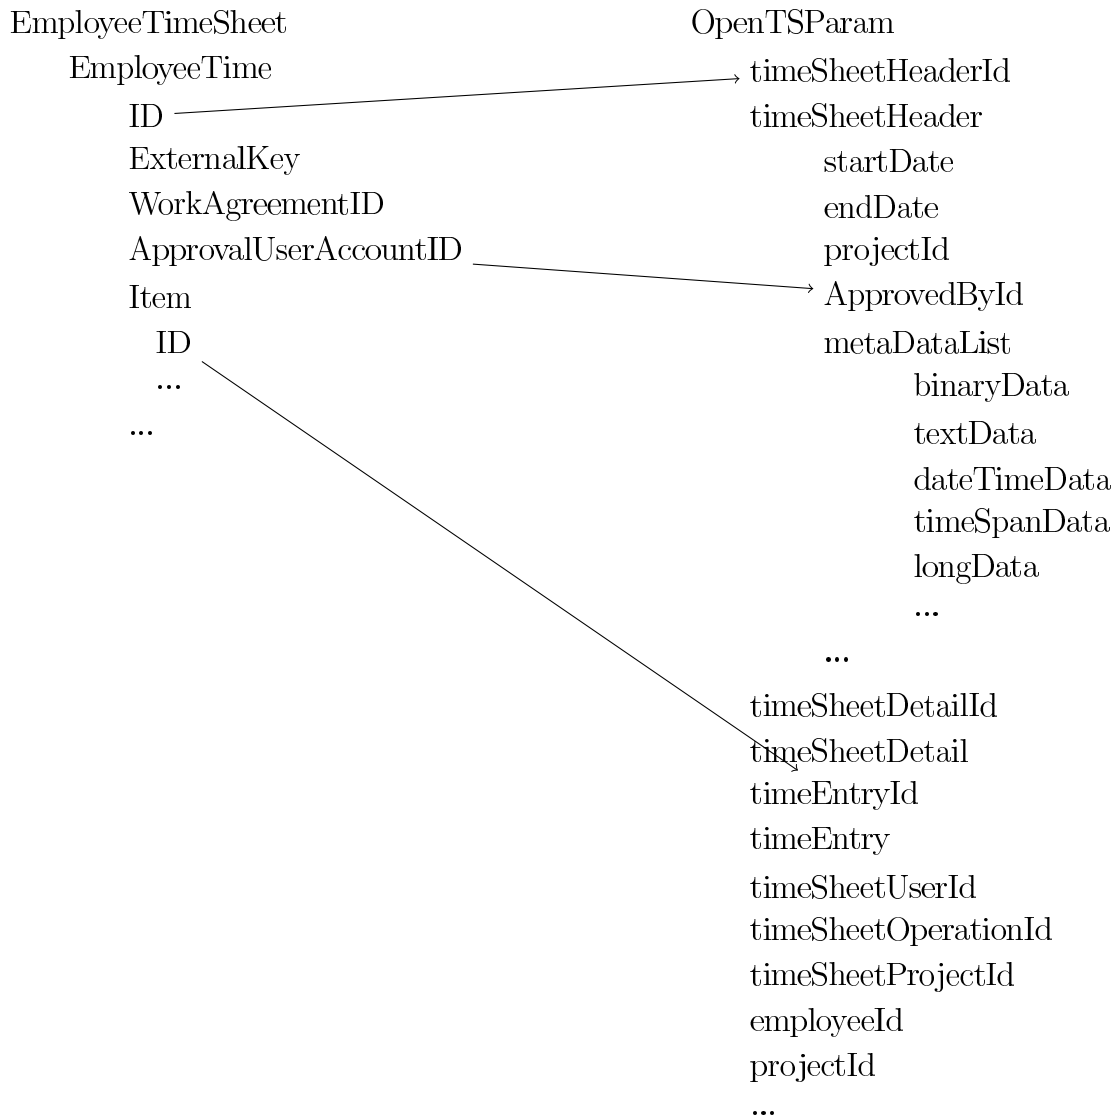 EmployeeTimeSheet
EmployeeTime
ID
ExternalKey
WorkAgreementID
ApprovalUserAccountID
Item
ID
...
...
OpenTSParam
timeSheetHeaderId
timeSheetHeader
startDate
endDate
projectId
ApprovedById
metaDataList
binaryData
textData
dateTimeData
timeSpanData
longData
...
...
timeSheetDetailId
timeSheetDetail
timeEntryId
timeEntry
timeSheetUserId
timeSheetOperationId
timeSheetProjectId
employeeId
projectId
...